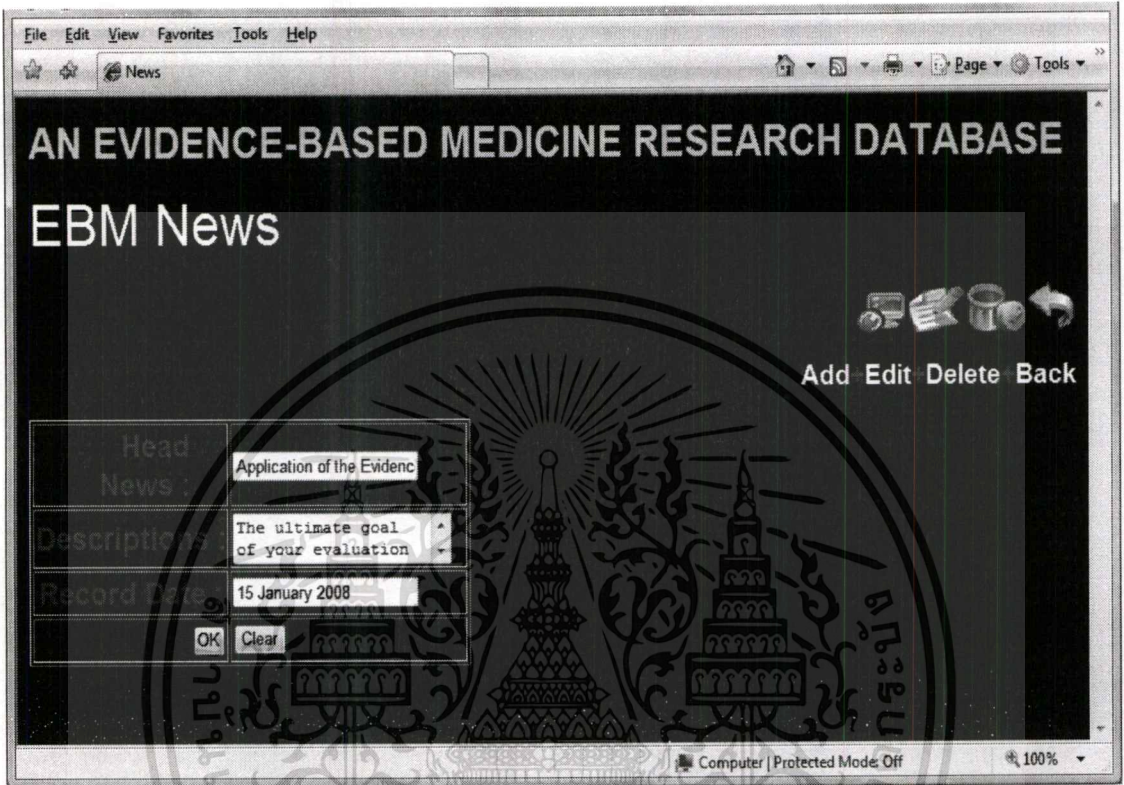 File Edit View Favorites Tools Help
News
Page Tools
AN EVIDENCE-BASED MEDICINE RESEARCH DATABASE
EBM News
Add Edit Delete Back
Head
News :
Application of the Evidenc
Descriptions :
The ultimate goal
of your evaluation
Record Date :
15 January 2008
OK Clear
Computer | Protected Mode: Off
100%